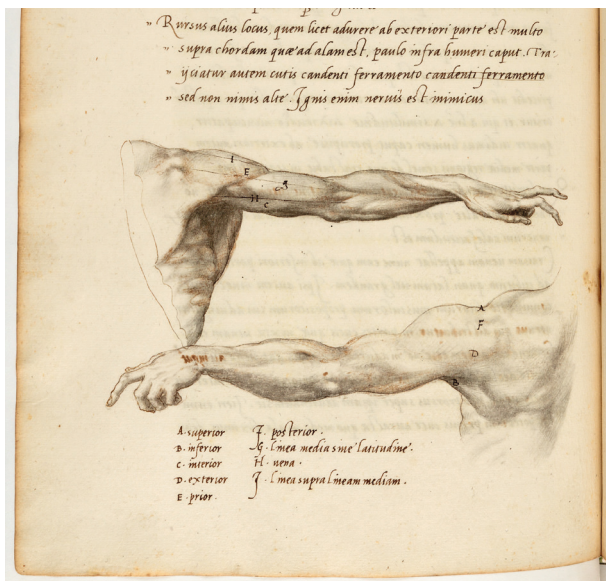 „ Rursus alius locus, quem licet adurere ab exteriori parte est multo
„ supra chordam quæ ad alam est, paulo infra humeri caput. Tra:
„ ijciatur autem cutis candenti ferramento candenti ferramento
„ sed non nimis alte. Ignis enim neruis est inimicus
I
E
G
H
C
A
F
D
B
A. superior F. posterior.
B. inferior G. linea media sine latitudine.
C. interior H. uena.
D. exterior I. linea supra lineam mediam.
E. prior.